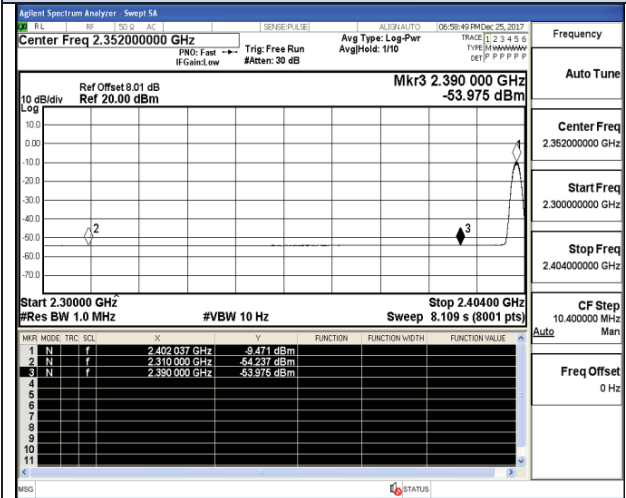 Agilent Spectrum Analyzer - Swept SA
RL RF 50 Ω AC SENSE:PULSE ALIGN AUTO 06:58:49 PM Dec 25, 2017
Center Freq 2.352000000 GHz
PNO: Fast
IFGain:Low
Trig: Free Run
#Atten: 30 dB
Avg Type: Log-Pwr
Avg|Hold: 1/10
TRACE 1 2 3 4 5 6
TYPE M
DET P P P P P P
Ref Offset 8.01 dB
Ref 20.00 dBm
10 dB/div
Log
Mkr3 2.390 000 GHz
-53.975 dBm
10.0
0.00
-10.0
-20.0
-30.0
-40.0
-50.0
-60.0
-70.0
1
2
3
Start 2.30000 GHz Stop 2.40400 GHz
#Res BW 1.0 MHz #VBW 10 Hz Sweep 8.109 s (8001 pts)
MKR MODE TRC SCL X Y FUNCTION FUNCTION WIDTH FUNCTION VALUE
1 N f 2.402 037 GHz -9.471 dBm
2 N f 2.310 000 GHz -54.237 dBm
3 N f 2.390 000 GHz -53.975 dBm
4
5
6
7
8
9
10
11
MSG STATUS
Frequency
Auto Tune
Center Freq
2.352000000 GHz
Start Freq
2.300000000 GHz
Stop Freq
2.404000000 GHz
CF Step
10.400000 MHz
Auto Man
Freq Offset
0 Hz